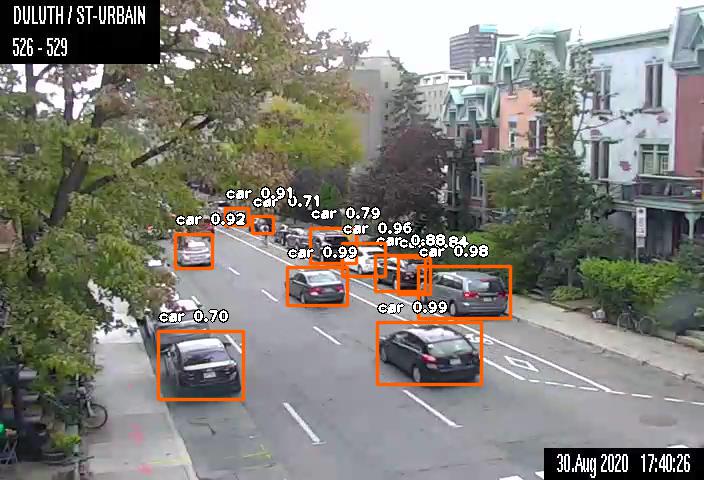 DULUTH / ST-URBAIN
526 - 529
car 0.91
car 0.71
car 0.92
car 0.79
car 0.96
car 0.88
.84
car 0.98
car 0.99
car 0.99
car 0.70
30.Aug 2020 17:40:26